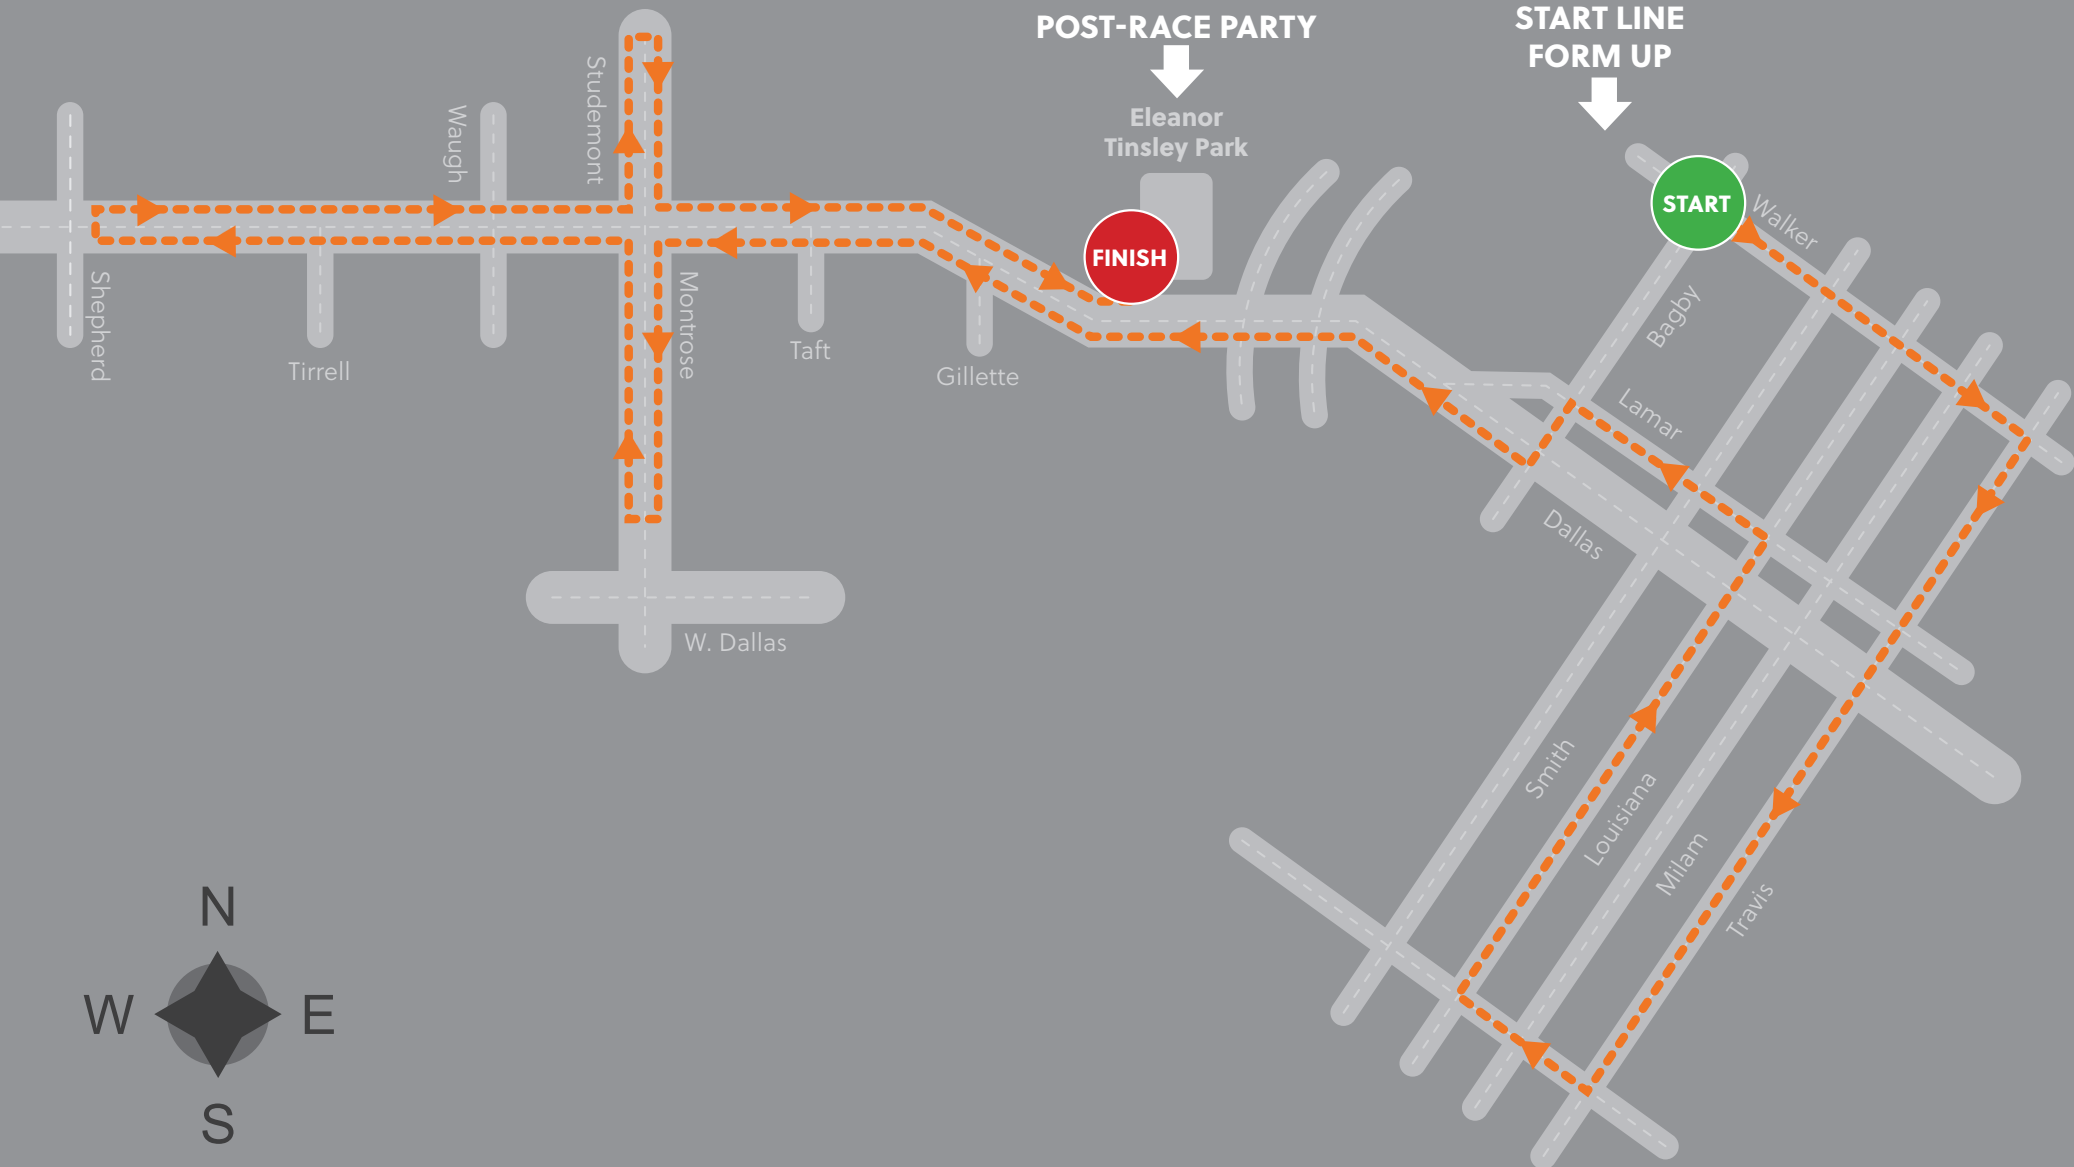 POST-RACE PARTY
START LINE
FORM UP
Eleanor
Tinsley Park
START
FINISH
Walker
Bagby
Lamar
Dallas
Studemont
Waugh
Shepherd
Montrose
Tirrell
Taft
Gillette
W. Dallas
Smith
Louisiana
Milam
Travis
N
W
E
S